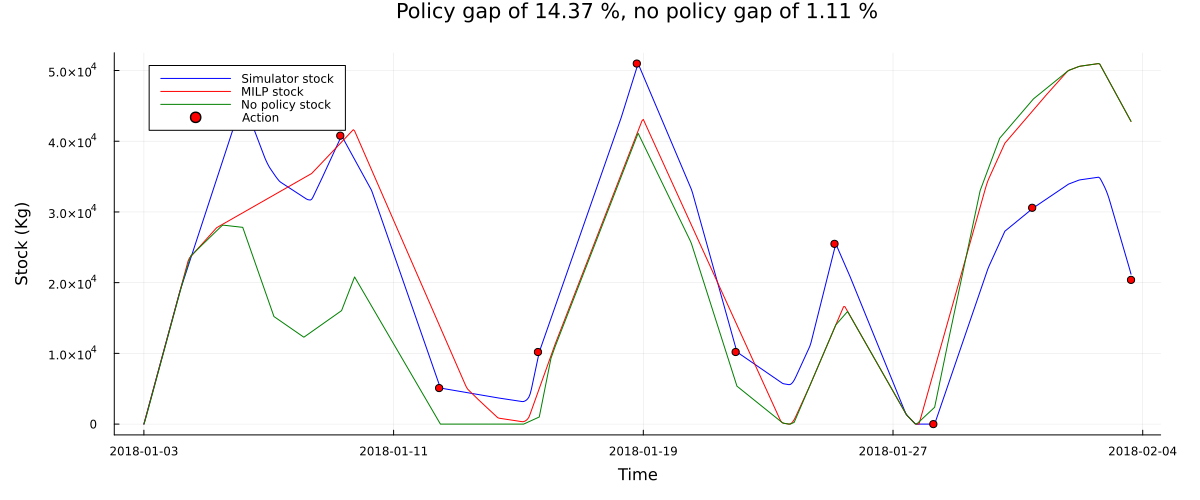 Policy gap of 14.37 %, no policy gap of 1.11 %
Stock (Kg)
5.0×10⁴
4.0×10⁴
3.0×10⁴
2.0×10⁴
1.0×10⁴
0
Simulator stock
MILP stock
No policy stock
Action
2018-01-03 2018-01-11 2018-01-19 2018-01-27 2018-02-04
Time